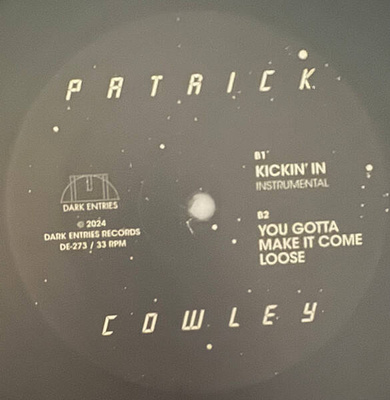 PATRICK
B1
KICKIN' IN
INSTRUMENTAL
DARK ENTRIES
© 2024
DARK ENTRIES RECORDS
DE-273 / 33 RPM
B2
YOU GOTTA
MAKE IT COME
LOOSE
COWLEY